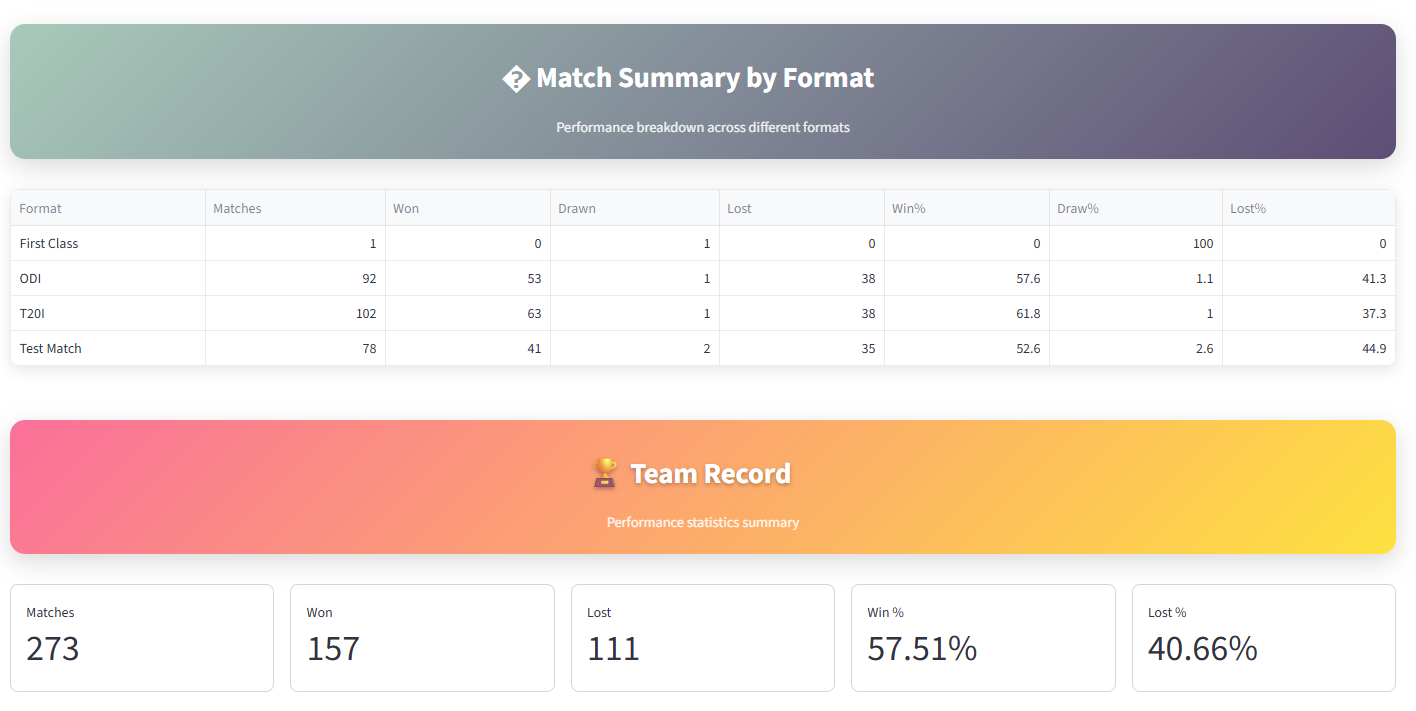 � Match Summary by Format
Performance breakdown across different formats
Format Matches Won Drawn Lost Win% Draw% Lost%
First Class 1 0 1 0 0 100 0
ODI 92 53 1 38 57.6 1.1 41.3
T20I 102 63 1 38 61.8 1 37.3
Test Match 78 41 2 35 52.6 2.6 44.9
🏆 Team Record
Performance statistics summary
Matches Won Lost Win % Lost %
273 157 111 57.51% 40.66%